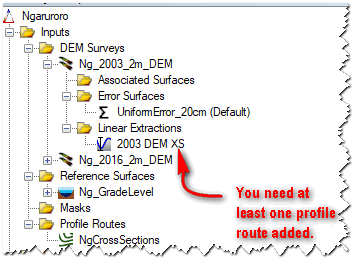 Ngaruroro
Inputs
DEM Surveys
Ng_2003_2m_DEM
Associated Surfaces
Error Surfaces
UniformError_20cm (Default)
Linear Extractions
2003 DEM XS
Ng_2016_2m_DEM
Reference Surfaces
Ng_GradeLevel
Masks
Profile Routes
NgCrossSections
You need at
least one profile
route added.